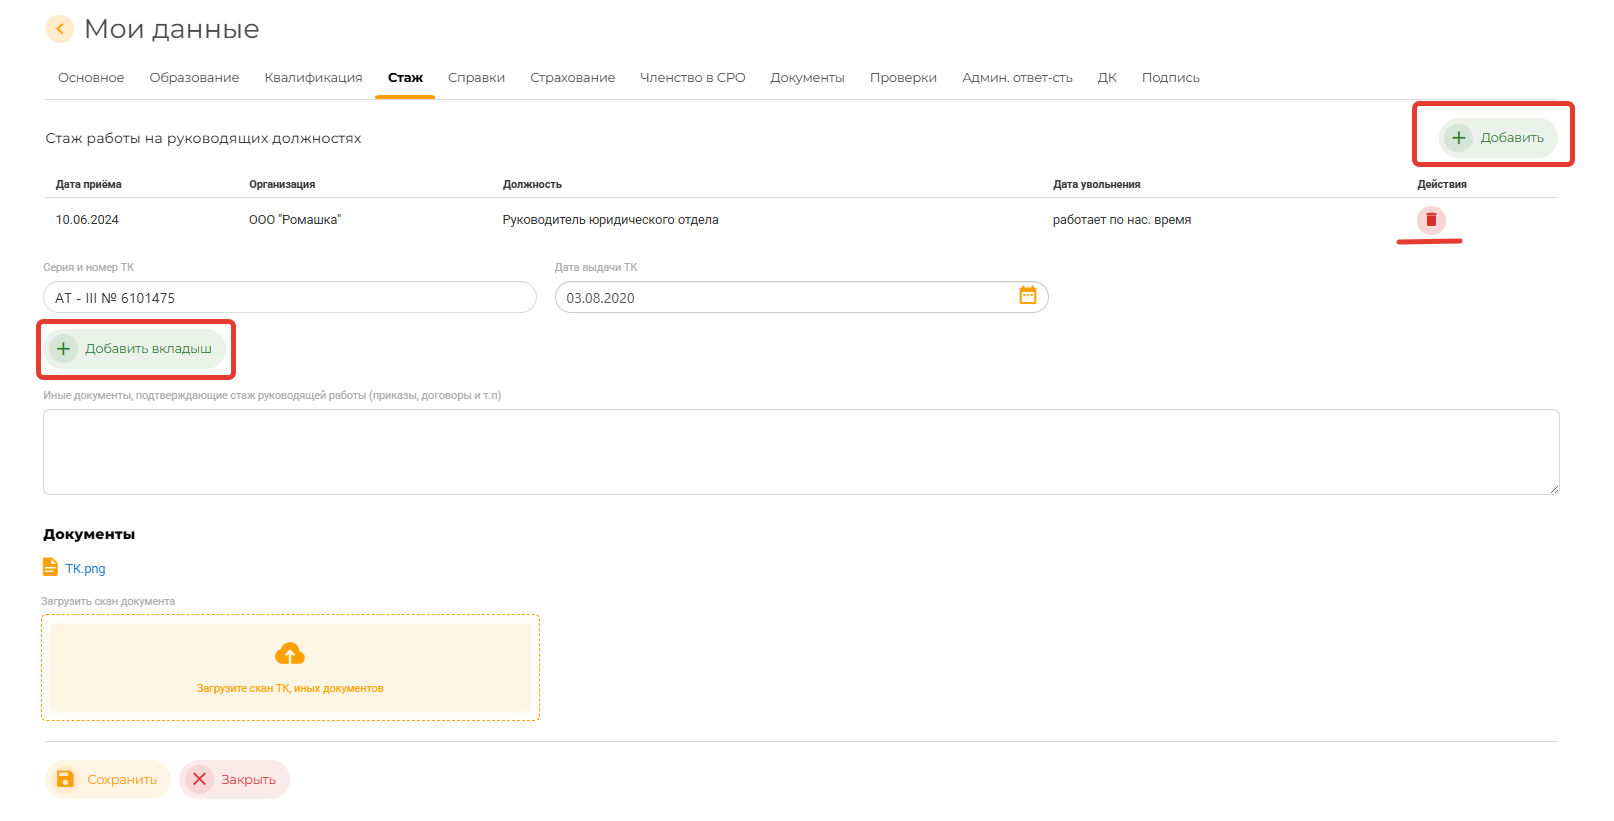 Мои данные
Основное Образование Квалификация Стаж Справки Страхование Членство в СРО Документы Проверки Админ. ответ-сть ДК Подпись
Стаж работы на руководящих должностях
Добавить
Дата приёма Организация Должность Дата увольнения Действия
10.06.2024 ООО "Ромашка" Руководитель юридического отдела работает по нас. время
Серия и номер ТК Дата выдачи ТК
АТ - III № 6101475 03.08.2020
Добавить вкладыш
Иные документы, подтверждающие стаж руководящей работы (приказы, договоры и т.п)
Документы
ТК.png
Загрузить скан документа
Загрузите скан ТК, иных документов
Сохранить Закрыть